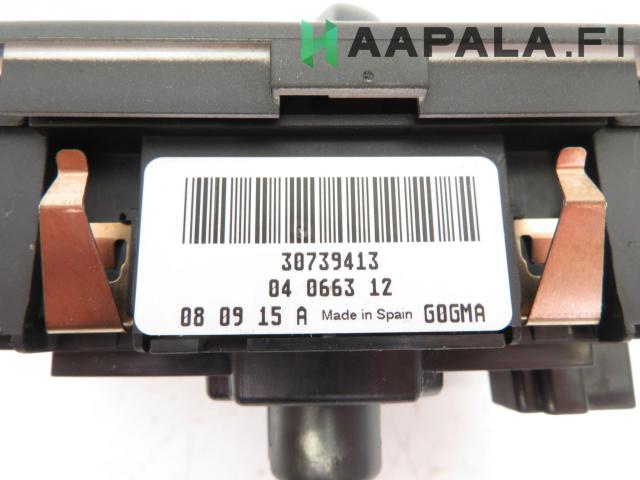 HAAPALA.FI
30739413
04 0663 12
08 09 15 A Made in Spain GOGMA